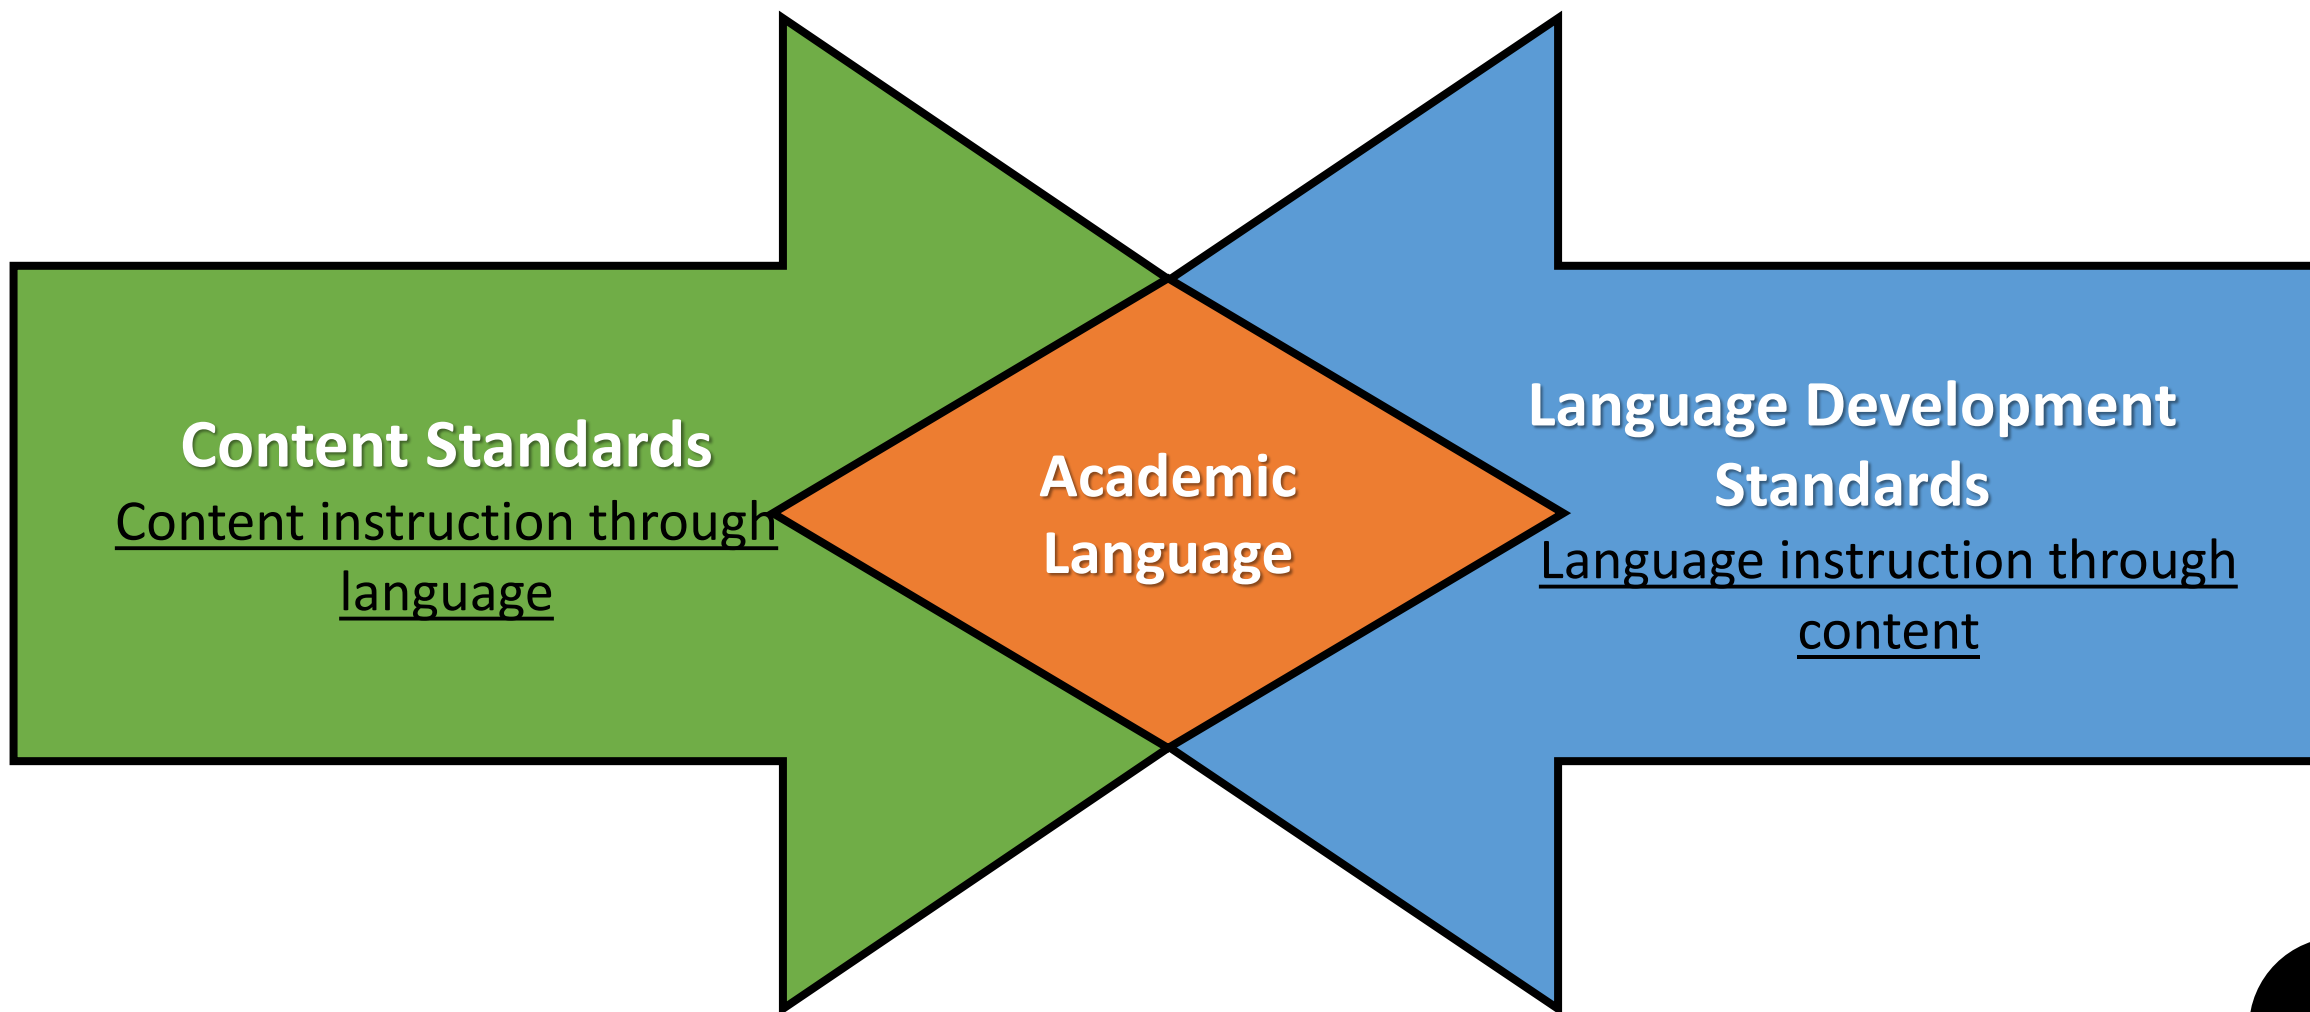 Content Standards
Content instruction through
language
Academic
Language
Language Development
Standards
Language instruction through
content